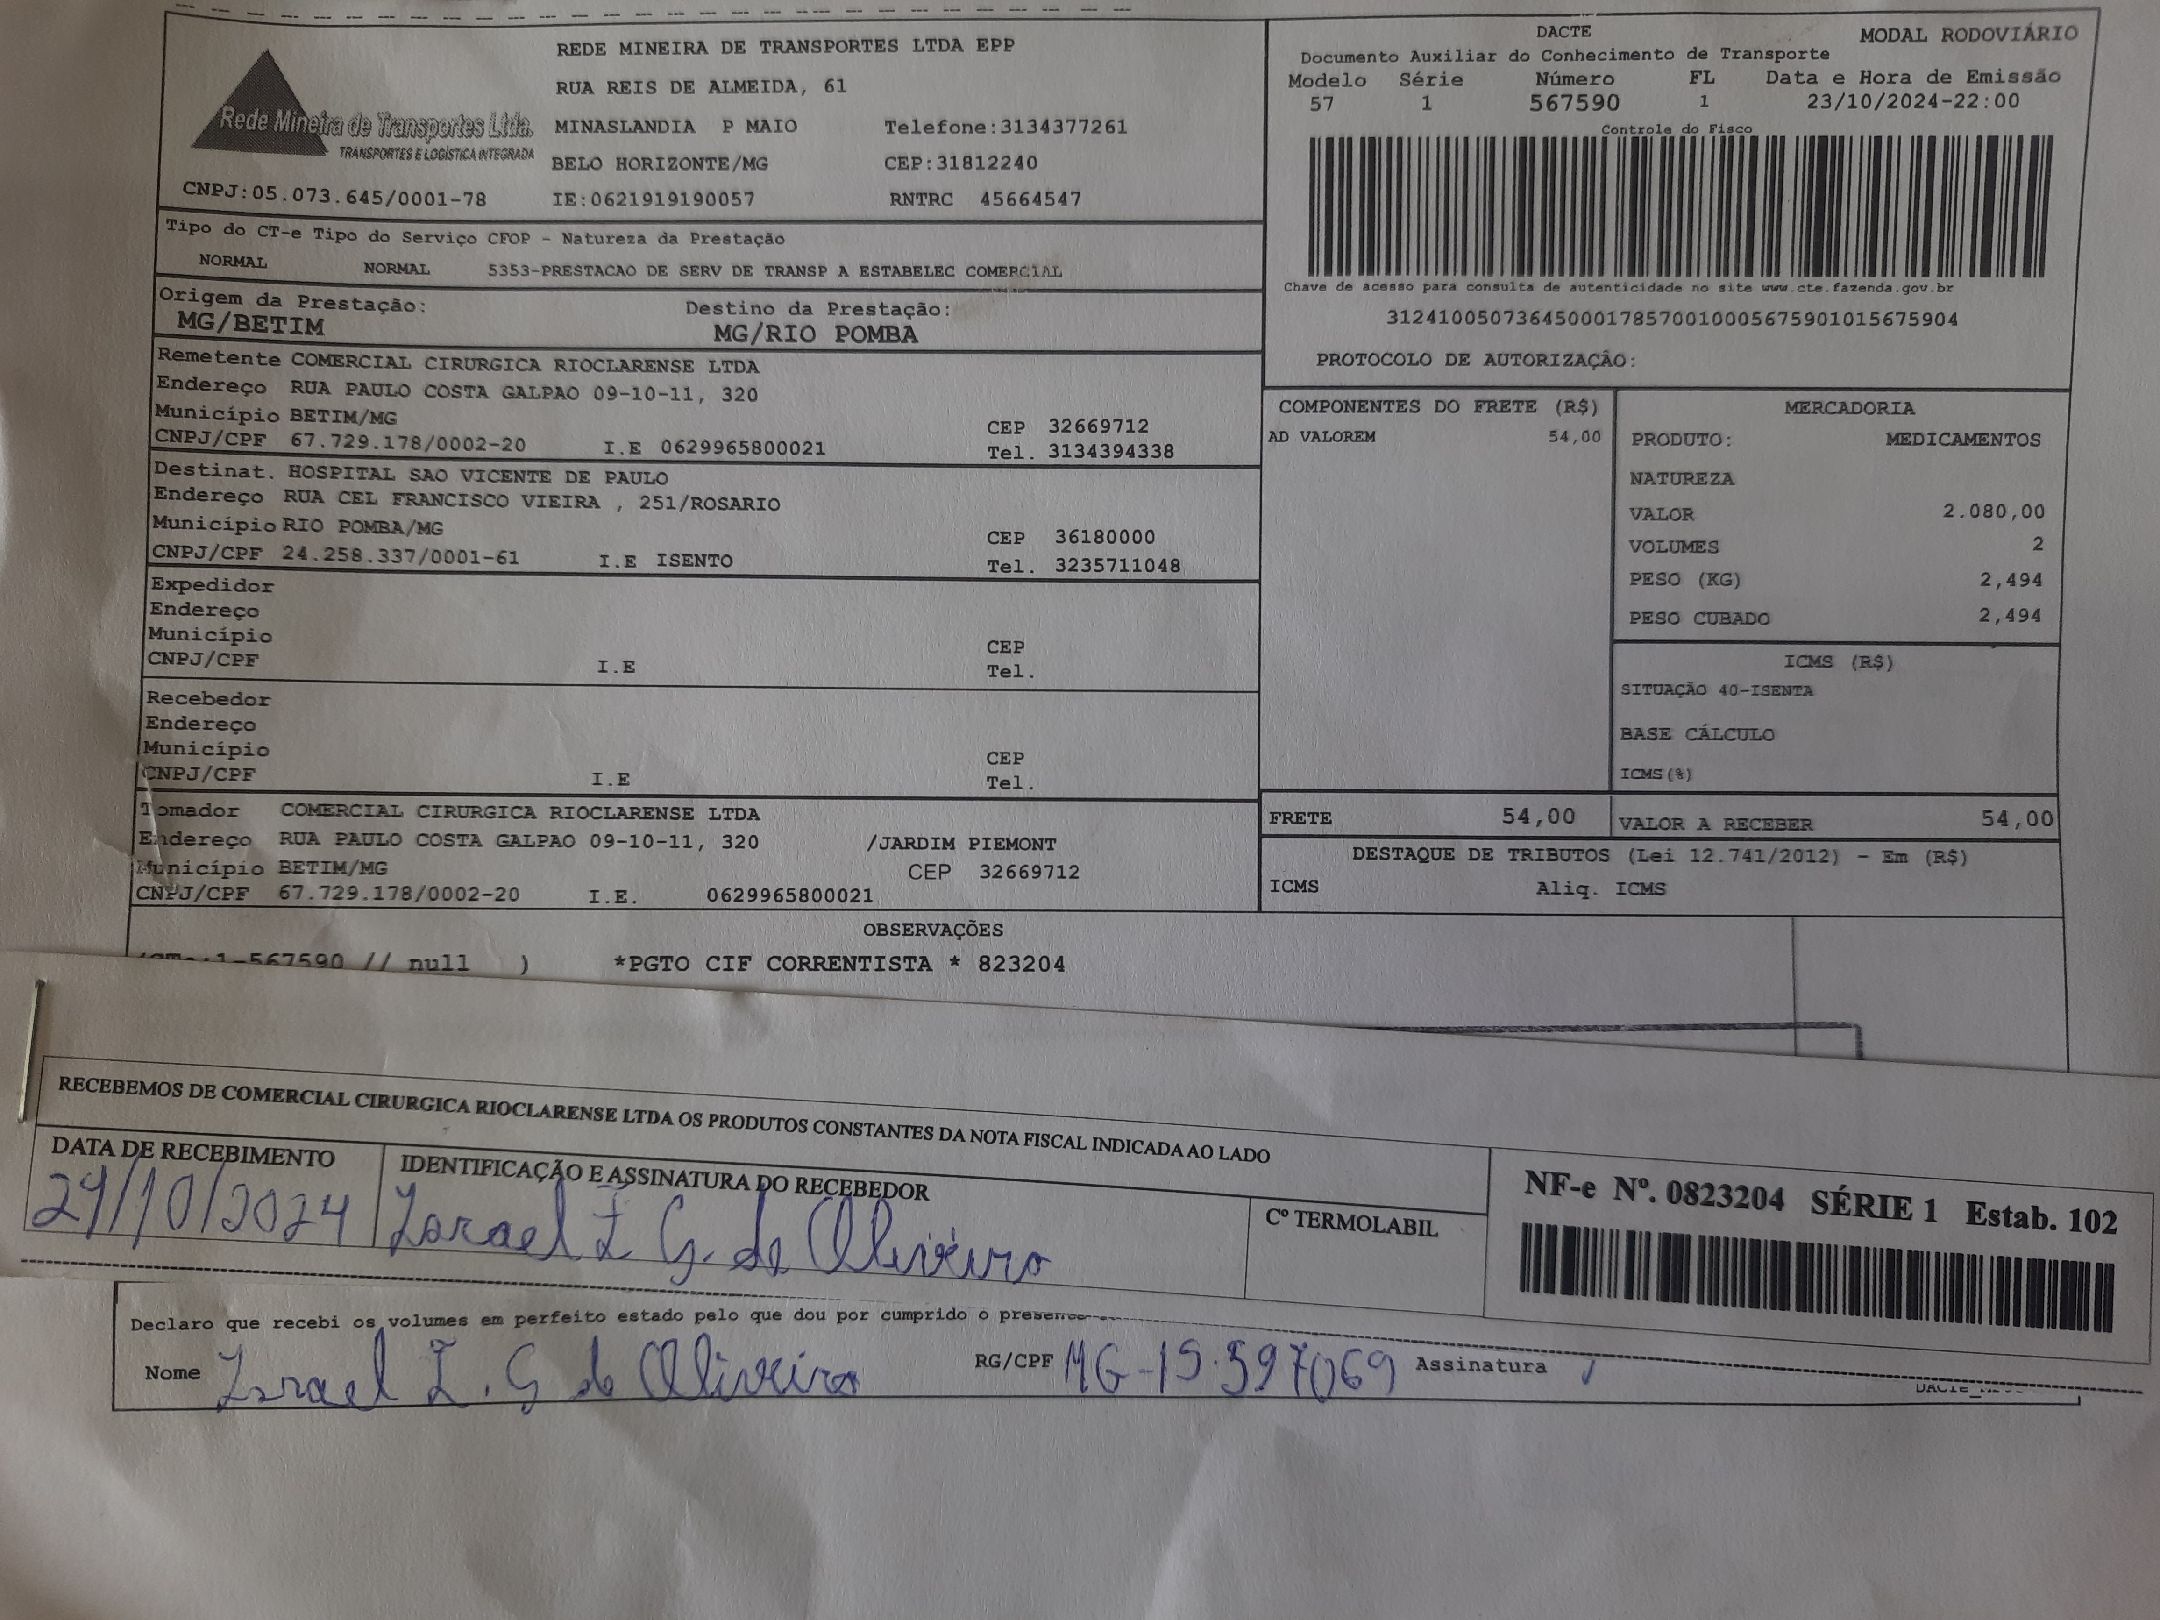 REDE MINEIRA DE TRANSPORTES LTDA EPP
RUA REIS DE ALMEIDA, 61
MINASLANDIA P MAIO Telefone:3134377261
BELO HORIZONTE/MG CEP:31812240
IE:0621919190057 RNTRC 45664547
Rede Mineira de Transportes Ltda.
TRANSPORTES E LOGÍSTICA INTEGRADA
CNPJ:05.073.645/0001-78
DACTE MODAL RODOVIÁRIO
Documento Auxiliar do Conhecimento de Transporte
Modelo Série Número FL Data e Hora de Emissão
57 1 567590 1 23/10/2024-22:00
Controle do Fisco
Chave de acesso para consulta de autenticidade no site www.cte.fazenda.gov.br
31241005073645000178570010005675901015675904
PROTOCOLO DE AUTORIZAÇÃO:
Tipo do CT-e Tipo do Serviço CFOP - Natureza da Prestação
NORMAL NORMAL 5353-PRESTACAO DE SERV DE TRANSP A ESTABELEC COMERCIAL
Origem da Prestação: Destino da Prestação:
MG/BETIM MG/RIO POMBA
Remetente COMERCIAL CIRURGICA RIOCLARENSE LTDA
Endereço RUA PAULO COSTA GALPAO 09-10-11, 320
Município BETIM/MG CEP 32669712
CNPJ/CPF 67.729.178/0002-20 I.E 0629965800021 Tel. 3134394338
Destinat. HOSPITAL SAO VICENTE DE PAULO
Endereço RUA CEL FRANCISCO VIEIRA , 251/ROSARIO
Município RIO POMBA/MG CEP 36180000
CNPJ/CPF 24.258.337/0001-61 I.E ISENTO Tel. 3235711048
Expedidor
Endereço
Município CEP
CNPJ/CPF I.E Tel.
Recebedor
Endereço
Município CEP
CNPJ/CPF I.E Tel.
Tomador COMERCIAL CIRURGICA RIOCLARENSE LTDA
Endereço RUA PAULO COSTA GALPAO 09-10-11, 320 /JARDIM PIEMONT
Município BETIM/MG CEP 32669712
CNPJ/CPF 67.729.178/0002-20 I.E. 0629965800021
COMPONENTES DO FRETE (R$)
AD VALOREM 54,00
MERCADORIA
PRODUTO: MEDICAMENTOS
NATUREZA
VALOR 2.080,00
VOLUMES 2
PESO (KG) 2,494
PESO CUBADO 2,494
ICMS (R$)
SITUAÇÃO 40-ISENTA
BASE CÁLCULO
ICMS(%)
FRETE 54,00 VALOR A RECEBER 54,00
DESTAQUE DE TRIBUTOS (Lei 12.741/2012) - Em (R$)
ICMS Aliq. ICMS
OBSERVAÇÕES
1-567590 // null ) *PGTO CIF CORRENTISTA * 823204
RECEBEMOS DE COMERCIAL CIRURGICA RIOCLARENSE LTDA OS PRODUTOS CONSTANTES DA NOTA FISCAL INDICADA AO LADO
DATA DE RECEBIMENTO IDENTIFICAÇÃO E ASSINATURA DO RECEBEDOR
29/10/2024 Israel I G. de Oliveira
Cº TERMOLABIL
NF-e Nº. 0823204 SÉRIE 1 Estab. 102
Declaro que recebi os volumes em perfeito estado pelo que dou por cumprido o
Nome Israel I. G de Oliveira RG/CPF MG-19.597069 Assinatura